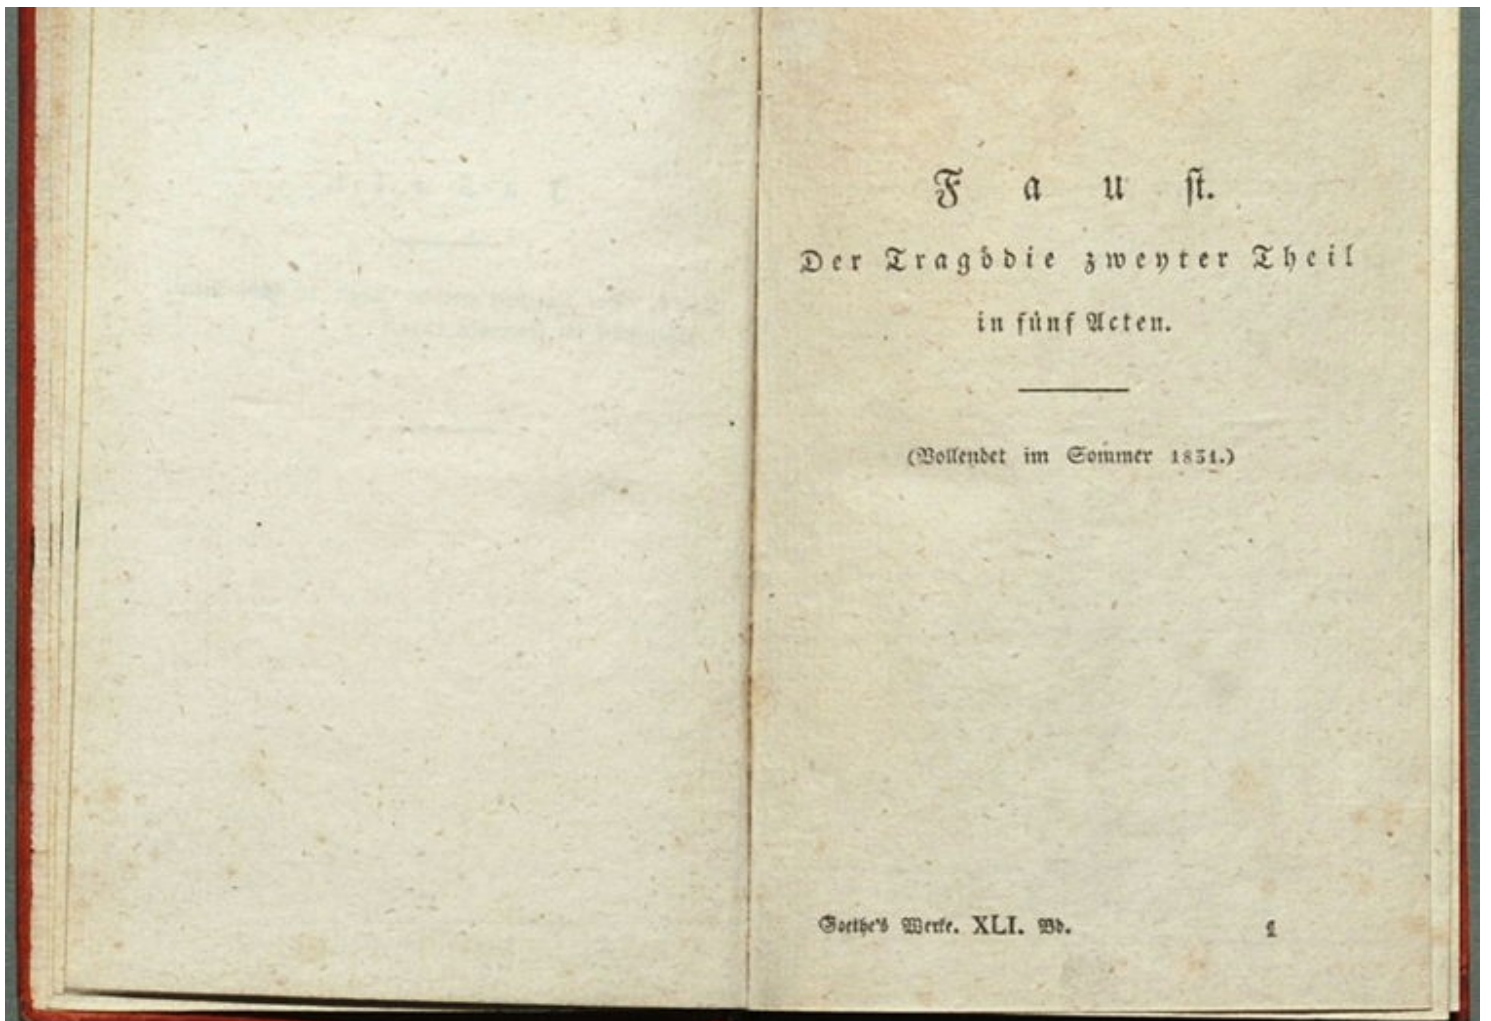 Faust.
Der Tragödie zweyter Theil
in fünf Acten.
(Vollendet im Sommer 1831.)
Goethe's Werke. XLI. Bd.
1